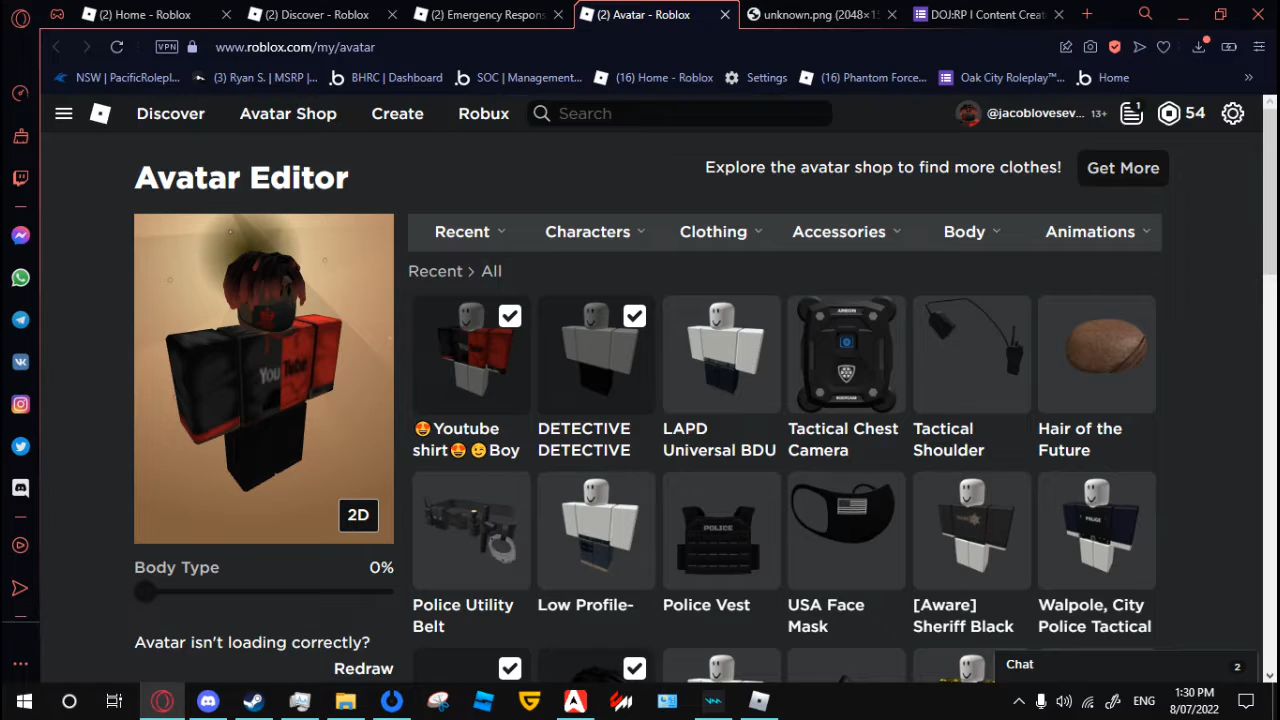 (2) Home - Roblox
(2) Discover - Roblox
(2) Emergency Respons
(2) Avatar - Roblox
unknown.png (2048×1
DOJ:RP I Content Creat
VPN
www.roblox.com/my/avatar
NSW | PacificRolepl...
(3) Ryan S. | MSRP |...
BHRC | Dashboard
SOC | Management...
(16) Home - Roblox
Settings
(16) Phantom Force...
Oak City Roleplay™...
Home
Discover
Avatar Shop
Create
Robux
Search
@jacoblovesev... 13+
1
54
Avatar Editor
Explore the avatar shop to find more clothes!
Get More
Recent
Characters
Clothing
Accessories
Body
Animations
Recent > All
YouTube
2D
🤩Youtube
shirt🤩😏Boy
DETECTIVE
DETECTIVE
LAPD
Universal BDU
Tactical Chest
Camera
Tactical
Shoulder
Hair of the
Future
POLICE
POLICE
Police Utility
Belt
Low Profile-
Police Vest
USA Face
Mask
[Aware]
Sheriff Black
Walpole, City
Police Tactical
Body Type
0%
Avatar isn't loading correctly?
Redraw
Chat
2
ENG
1:30 PM
8/07/2022